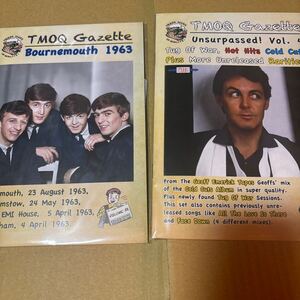 TMOQ Gazette
Bournemouth 1963
mouth, 23 August 1963,
mstow, 24 May 1963,
EMI House, 5 April 1963,
ham, 4 April 1963.
TMOQ Gazette
Unsurpassed! Vol. 4
Tug Of War, Hot Hits Cold Cu
Plus More Unreleased Rarities
From The Geoff Emerick Tapes Geoffs' mix
of the Cold Cuts Album in super quality.
Plus newly found Tug Of War Sessions.
This set also contains previously unre-
leased songs like All The Love Is There
and Face Down (4 different mixes).